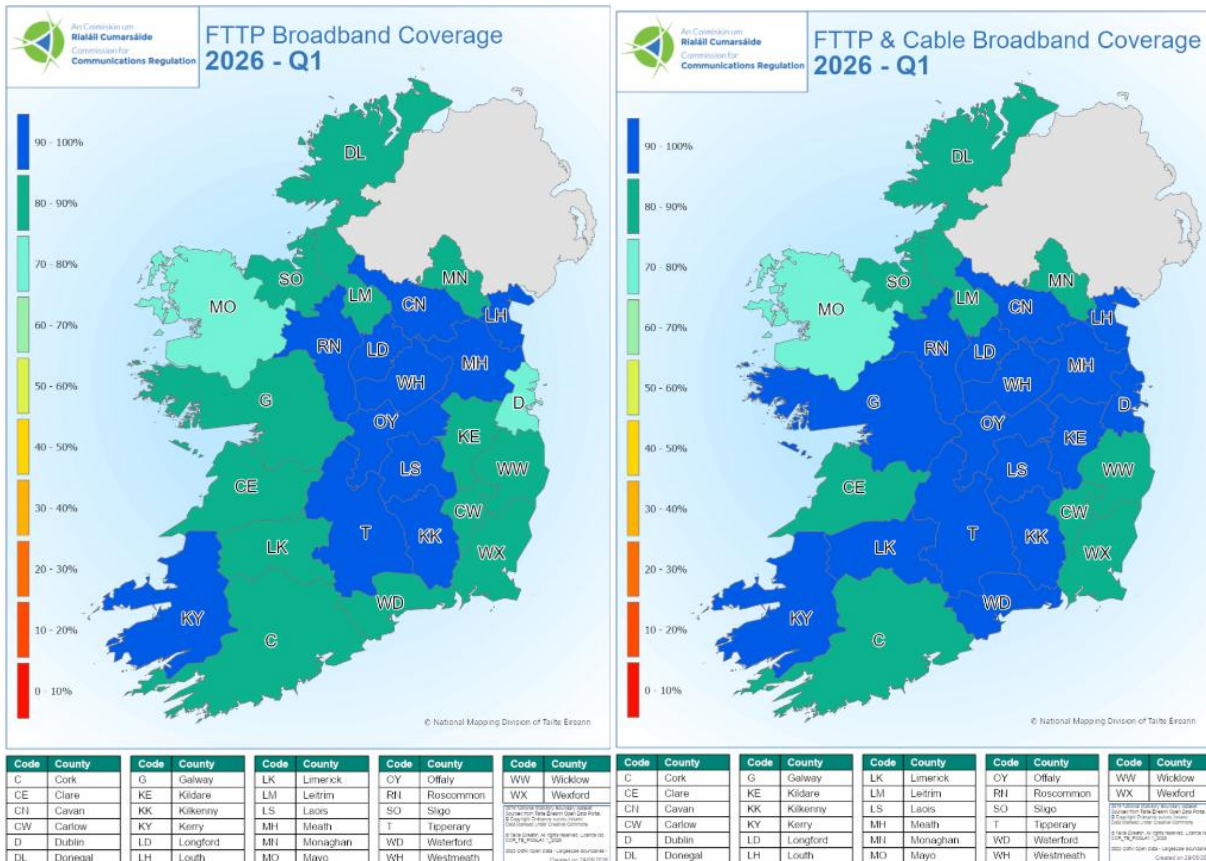 An Coimisiún um
Rialáil Cumarsáide
Commission for
Communications Regulation
FTTP Broadband Coverage
2026 - Q1
90 - 100%
80 - 90%
70 - 80%
60 - 70%
50 - 60%
40 - 50%
30 - 40%
20 - 30%
10 - 20%
0 - 10%
DL
SO
MN
LM
CN
MO
LH
RN
LD
MH
WH
G
D
OY
KE
LS
WW
CE
CW
T
KK
LK
WX
WD
KY
C
© National Mapping Division of Tailte Éireann
Code County
C Cork
CE Clare
CN Cavan
CW Carlow
D Dublin
DL Donegal
Code County
G Galway
KE Kildare
KK Kilkenny
KY Kerry
LD Longford
LH Louth
Code County
LK Limerick
LM Leitrim
LS Laois
MH Meath
MN Monaghan
MO Mayo
Code County
OY Offaly
RN Roscommon
SO Sligo
T Tipperary
WD Waterford
WH Westmeath
Code County
WW Wicklow
WX Wexford
An Coimisiún um
Rialáil Cumarsáide
Commission for
Communications Regulation
FTTP & Cable Broadband Coverage
2026 - Q1
90 - 100%
80 - 90%
70 - 80%
60 - 70%
50 - 60%
40 - 50%
30 - 40%
20 - 30%
10 - 20%
0 - 10%
DL
SO
MN
LM
CN
MO
LH
RN
LD
MH
WH
G
D
OY
KE
LS
WW
CE
CW
T
KK
LK
WX
WD
KY
C
© National Mapping Division of Tailte Éireann
Code County
C Cork
CE Clare
CN Cavan
CW Carlow
D Dublin
DL Donegal
Code County
G Galway
KE Kildare
KK Kilkenny
KY Kerry
LD Longford
LH Louth
Code County
LK Limerick
LM Leitrim
LS Laois
MH Meath
MN Monaghan
MO Mayo
Code County
OY Offaly
RN Roscommon
SO Sligo
T Tipperary
WD Waterford
WH Westmeath
Code County
WW Wicklow
WX Wexford